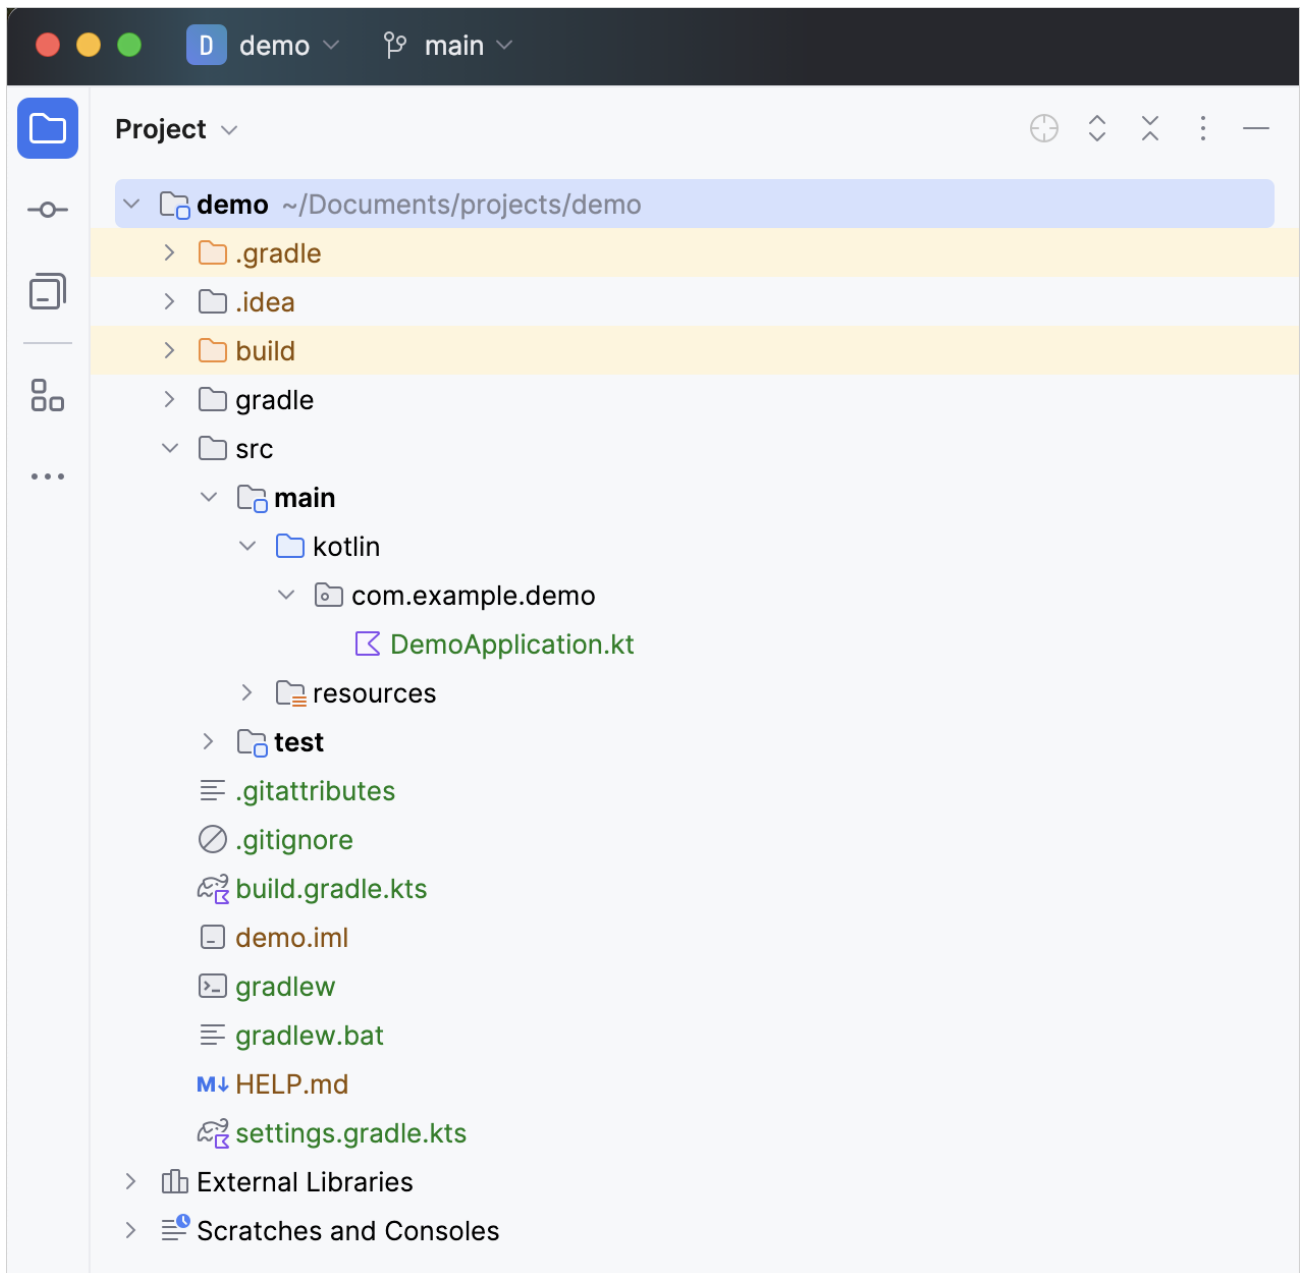 D demo main
Project
demo ~/Documents/projects/demo
.gradle
.idea
build
gradle
src
main
kotlin
com.example.demo
DemoApplication.kt
resources
test
.gitattributes
.gitignore
build.gradle.kts
demo.iml
gradlew
gradlew.bat
M↓ HELP.md
settings.gradle.kts
External Libraries
Scratches and Consoles